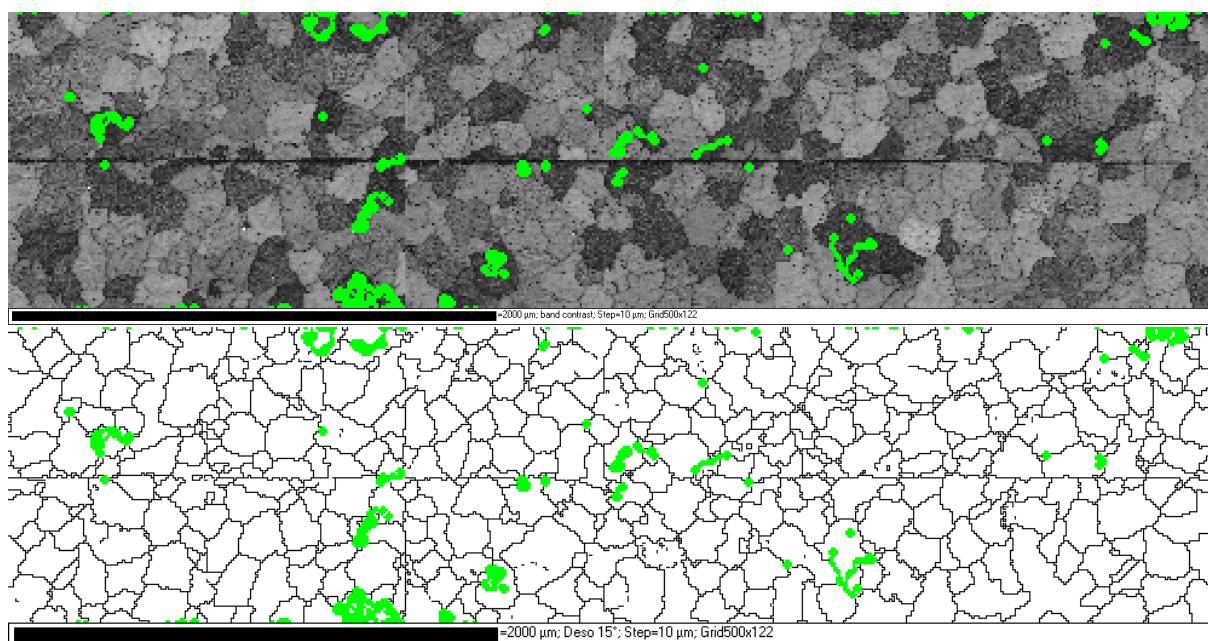 =2000 µm; band contrast; Step=10 µm; Grid500x122
=2000 µm; Deso 15°; Step=10 µm; Grid500x122